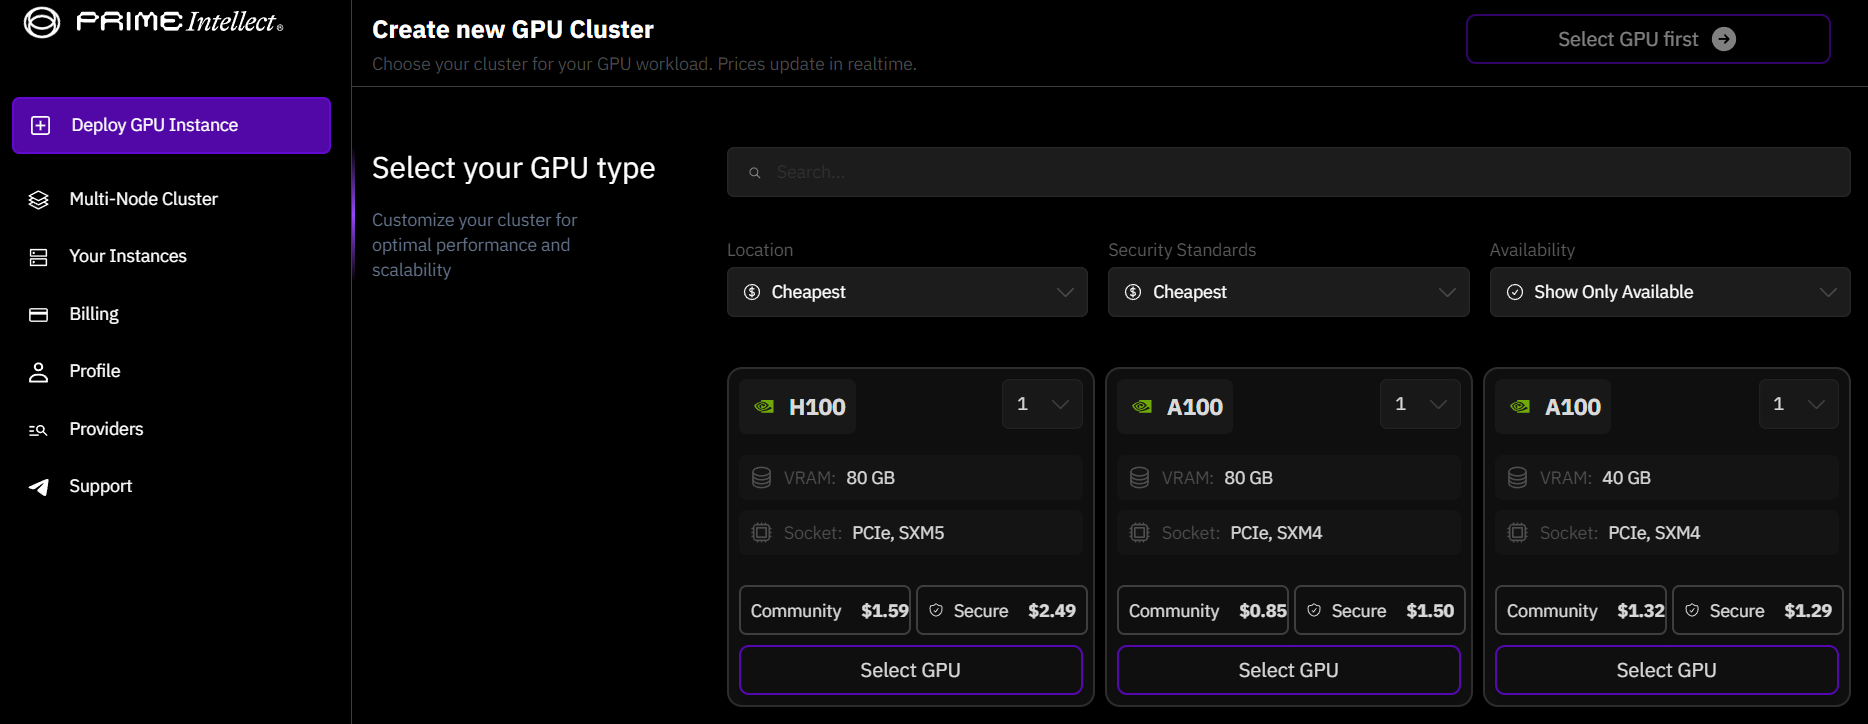 PRIME Intellect®
Deploy GPU Instance
Multi-Node Cluster
Your Instances
Billing
Profile
Providers
Support
Create new GPU Cluster
Choose your cluster for your GPU workload. Prices update in realtime.
Select GPU first
Select your GPU type
Customize your cluster for
optimal performance and
scalability
Search...
Location
Cheapest
Security Standards
Cheapest
Availability
Show Only Available
H100
1
VRAM: 80 GB
Socket: PCIe, SXM5
Community $1.59
Secure $2.49
Select GPU
A100
1
VRAM: 80 GB
Socket: PCIe, SXM4
Community $0.85
Secure $1.50
Select GPU
A100
1
VRAM: 40 GB
Socket: PCIe, SXM4
Community $1.32
Secure $1.29
Select GPU